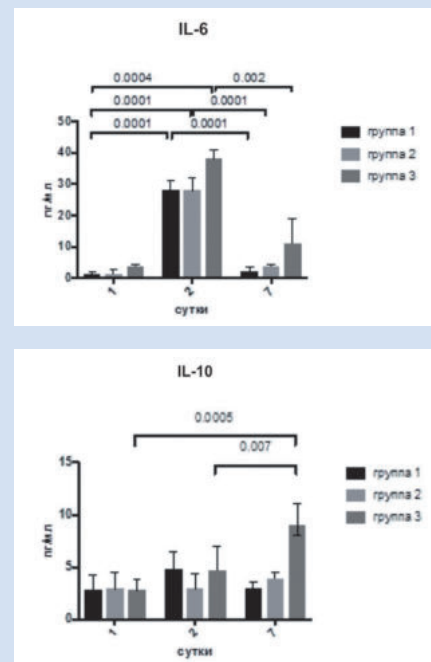 IL-6
0.0004 0.002
0.0001 0.0001
0.0001 0.0001
50
40
30
20
10
0
пг/мл
1 2 7
сутки
группа 1
группа 2
группа 3
IL-10
0.0005
0.007
15
10
5
0
пг/мл
1 2 7
сутки
группа 1
группа 2
группа 3